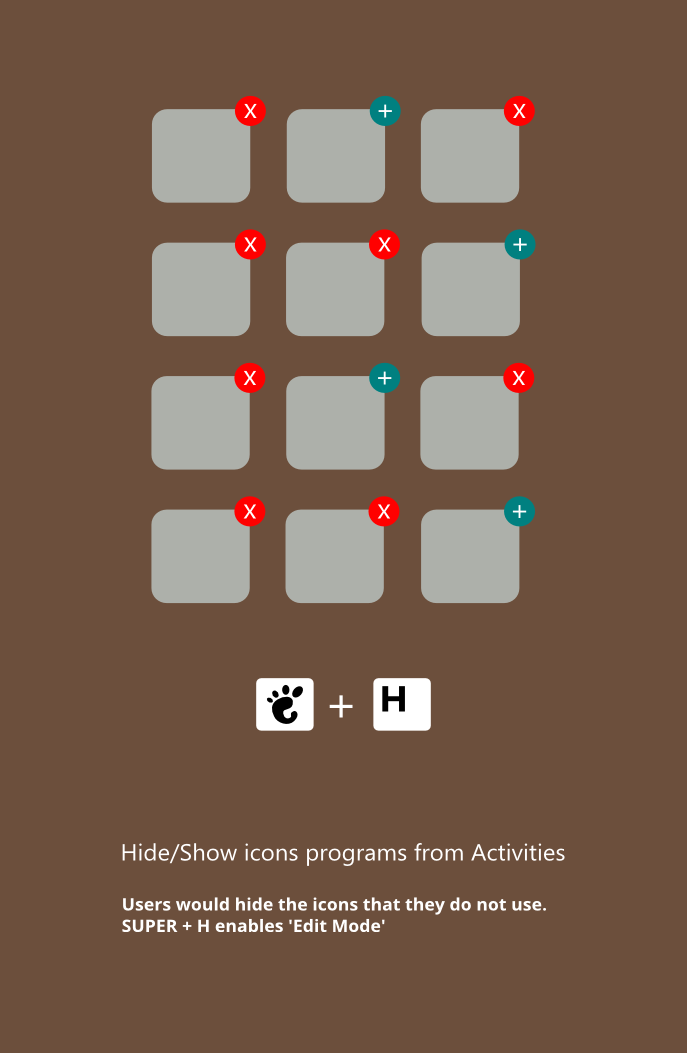 X + X
X X +
X + X
X X +
+ H
Hide/Show icons programs from Activities
Users would hide the icons that they do not use.
SUPER + H enables 'Edit Mode'